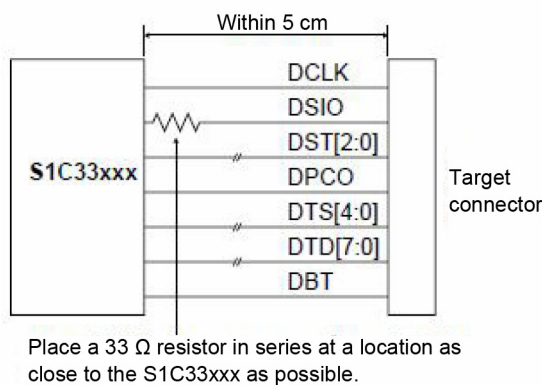 Within 5 cm
DCLK
DSIO
DST[2:0]
S1C33xxx
DPCO
Target
connector
DTS[4:0]
DTD[7:0]
DBT
Place a 33 Ω resistor in series at a location as
close to the S1C33xxx as possible.